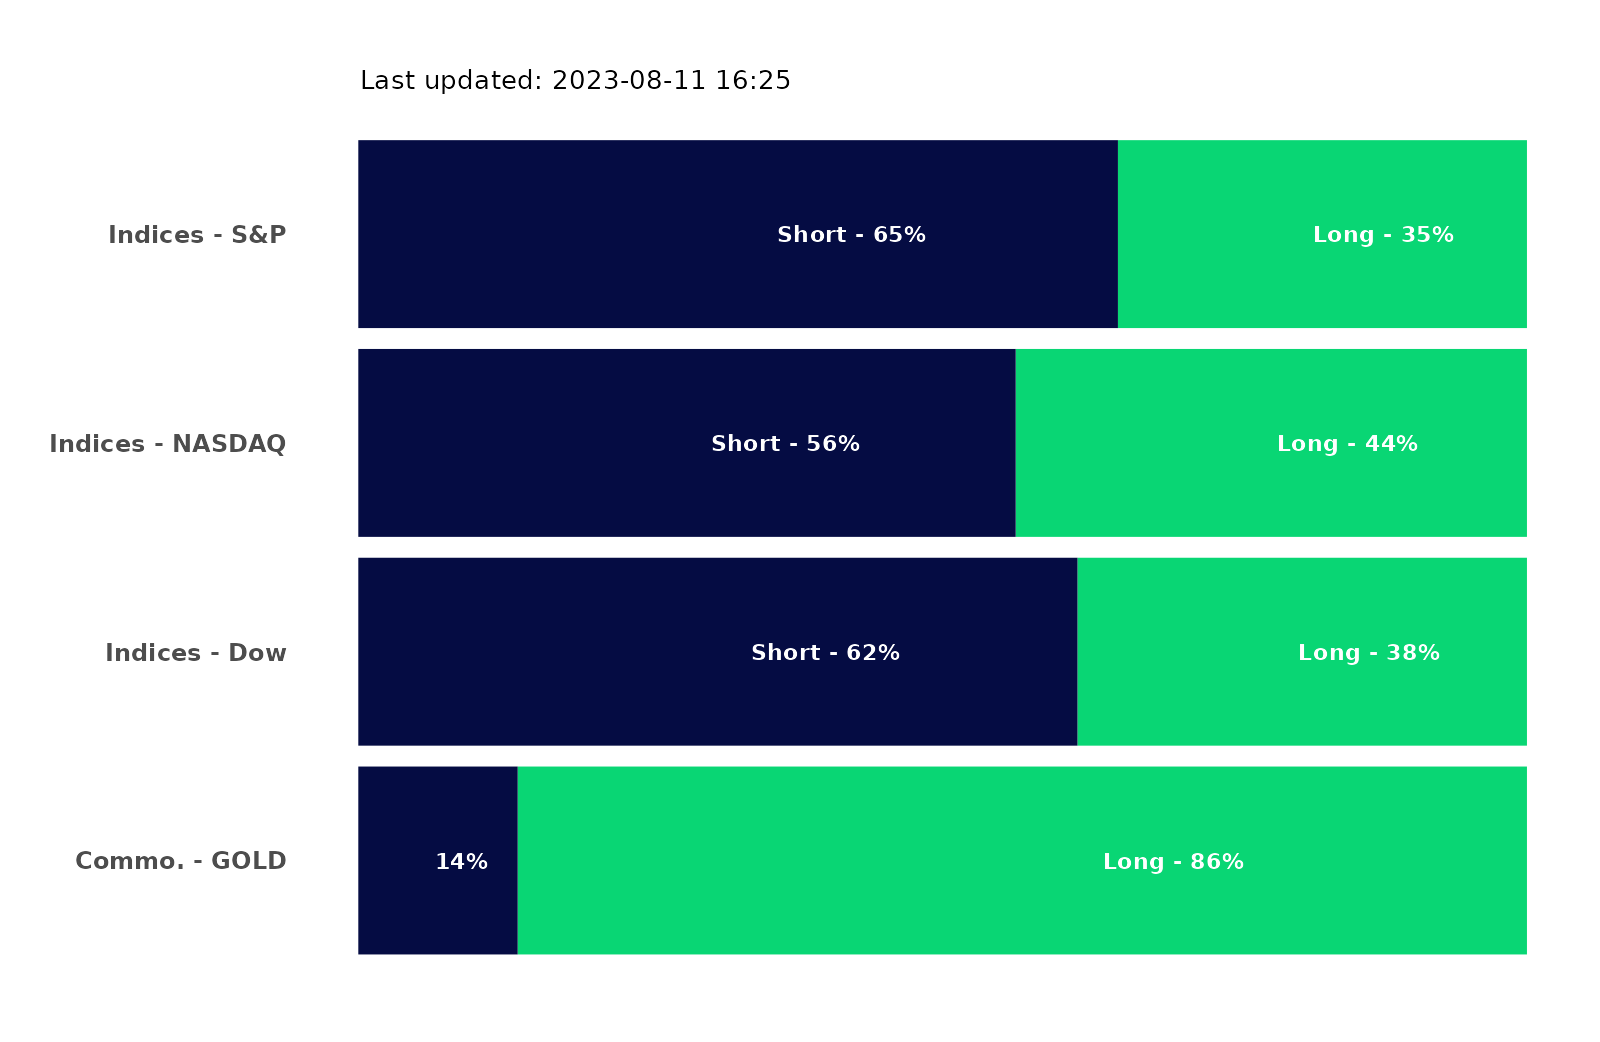 Last updated: 2023-08-11 16:25
Indices - S&P Short - 65% Long - 35%
Indices - NASDAQ Short - 56% Long - 44%
Indices - Dow Short - 62% Long - 38%
Commo. - GOLD 14% Long - 86%